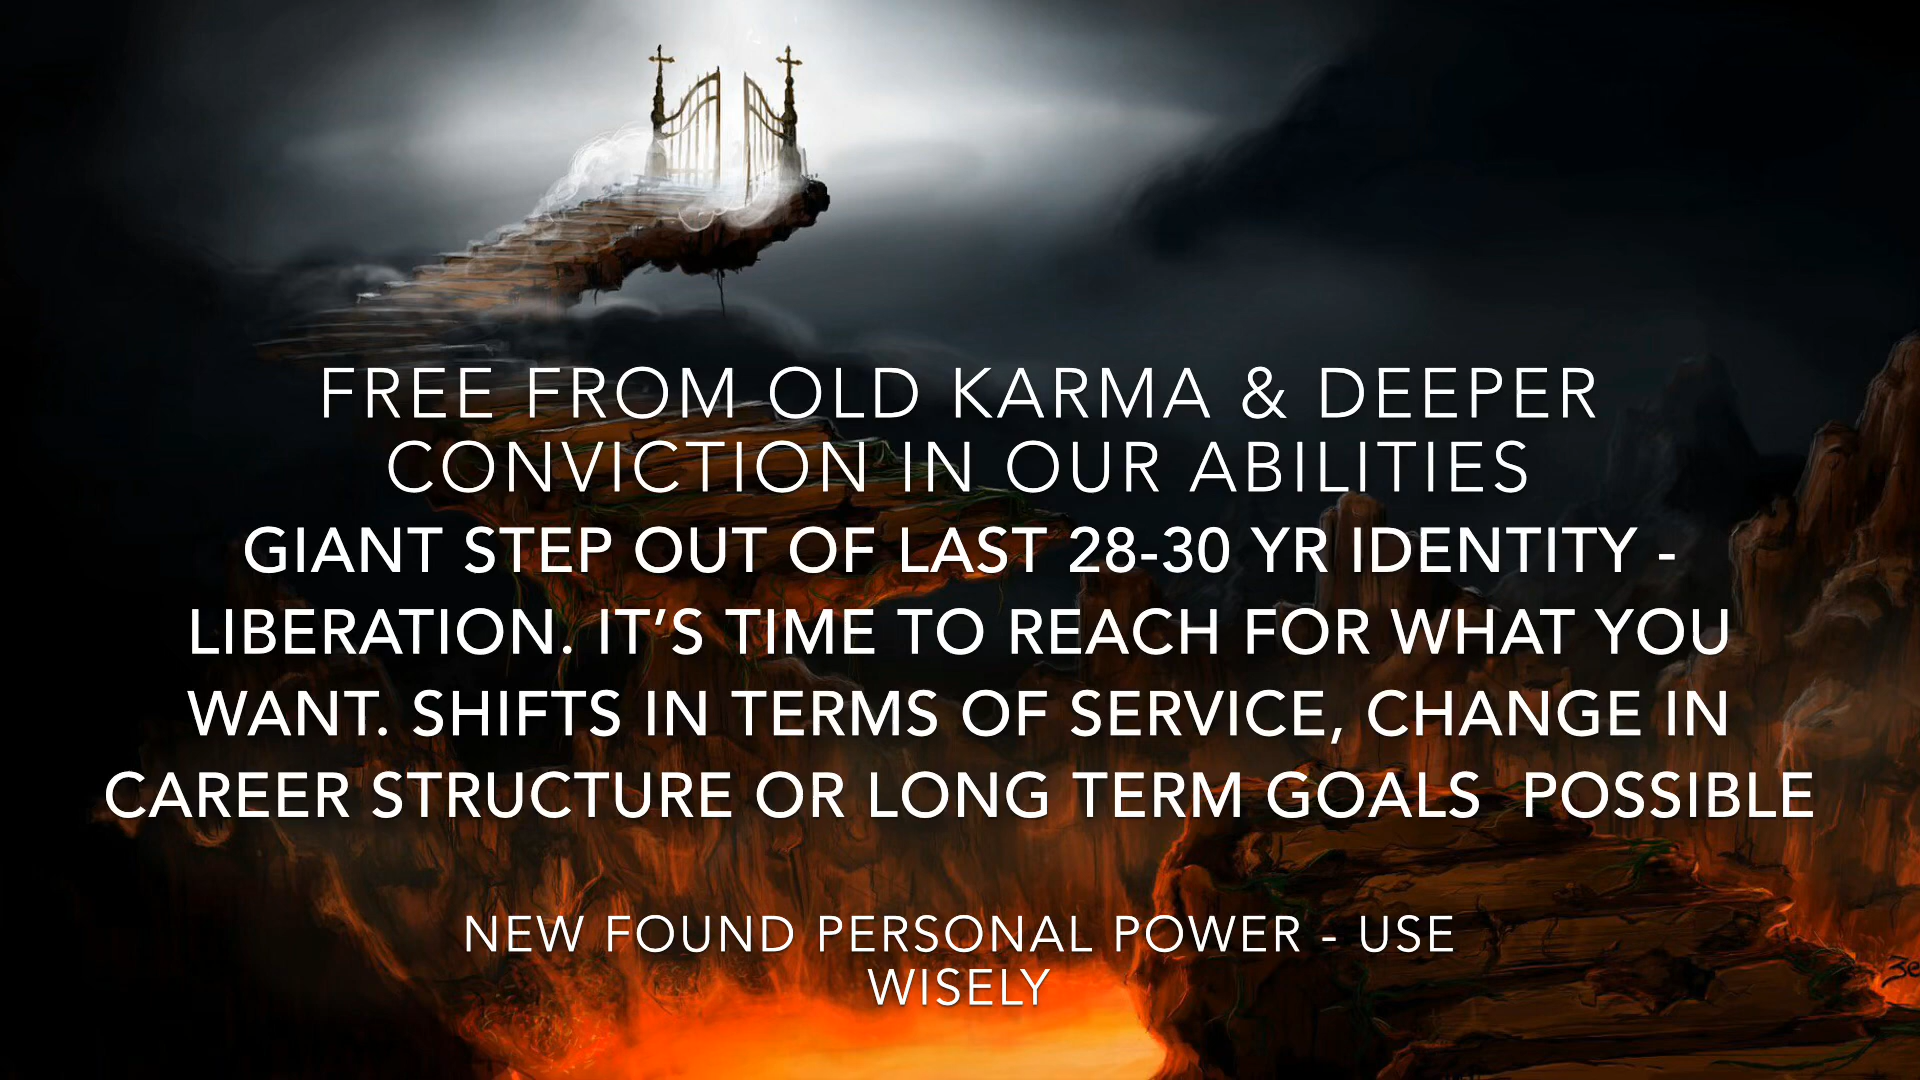 FREE FROM OLD KARMA & DEEPER
CONVICTION IN OUR ABILITIES
GIANT STEP OUT OF LAST 28-30 YR IDENTITY -
LIBERATION. IT’S TIME TO REACH FOR WHAT YOU
WANT. SHIFTS IN TERMS OF SERVICE, CHANGE IN
CAREER STRUCTURE OR LONG TERM GOALS  POSSIBLE
NEW FOUND PERSONAL POWER - USE
WISELY